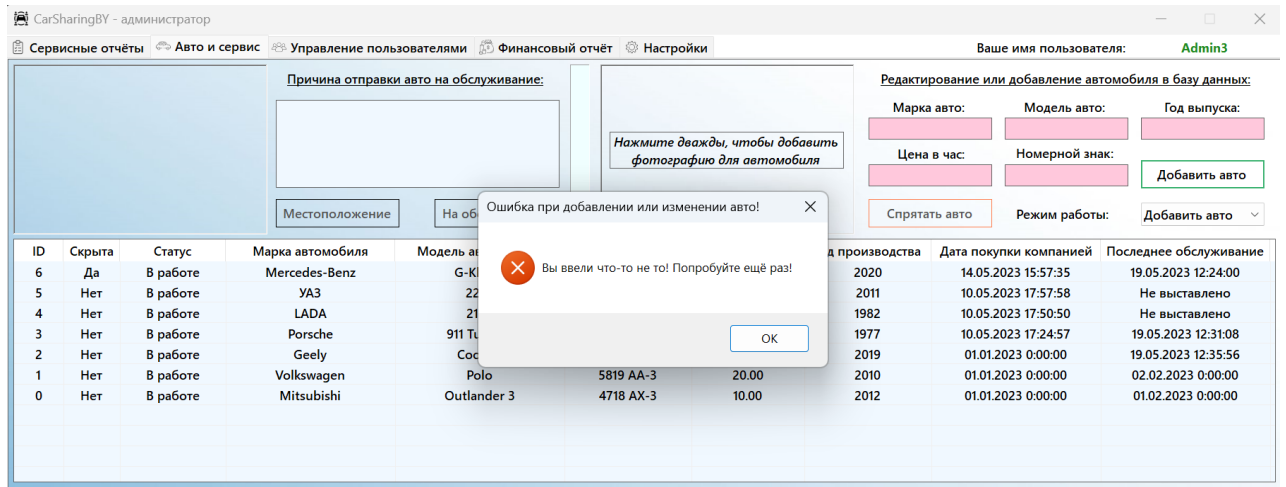 CarSharingBY - администратор
Сервисные отчёты Авто и сервис Управление пользователями Финансовый отчёт Настройки Ваше имя пользователя: Admin3
Причина отправки авто на обслуживание:
Редактирование или добавление автомобиля в базу данных:
Марка авто: Модель авто: Год выпуска:
Нажмите дважды, чтобы добавить
фотографию для автомобиля
Цена в час: Номерной знак:
Добавить авто
Местоположение На об
Спрятать авто Режим работы: Добавить авто
Ошибка при добавлении или изменении авто!
Вы ввели что-то не то! Попробуйте ещё раз!
OK
ID Скрыта Статус Марка автомобиля Модель ав д производства Дата покупки компанией Последнее обслуживание
6 Да В работе Mercedes-Benz G-Kl 2020 14.05.2023 15:57:35 19.05.2023 12:24:00
5 Нет В работе УАЗ 22 2011 10.05.2023 17:57:58 Не выставлено
4 Нет В работе LADA 21 1982 10.05.2023 17:50:50 Не выставлено
3 Нет В работе Porsche 911 Tu 1977 10.05.2023 17:24:57 19.05.2023 12:31:08
2 Нет В работе Geely Coo 2019 01.01.2023 0:00:00 19.05.2023 12:35:56
1 Нет В работе Volkswagen Polo 5819 AA-3 20.00 2010 01.01.2023 0:00:00 02.02.2023 0:00:00
0 Нет В работе Mitsubishi Outlander 3 4718 AX-3 10.00 2012 01.01.2023 0:00:00 01.02.2023 0:00:00